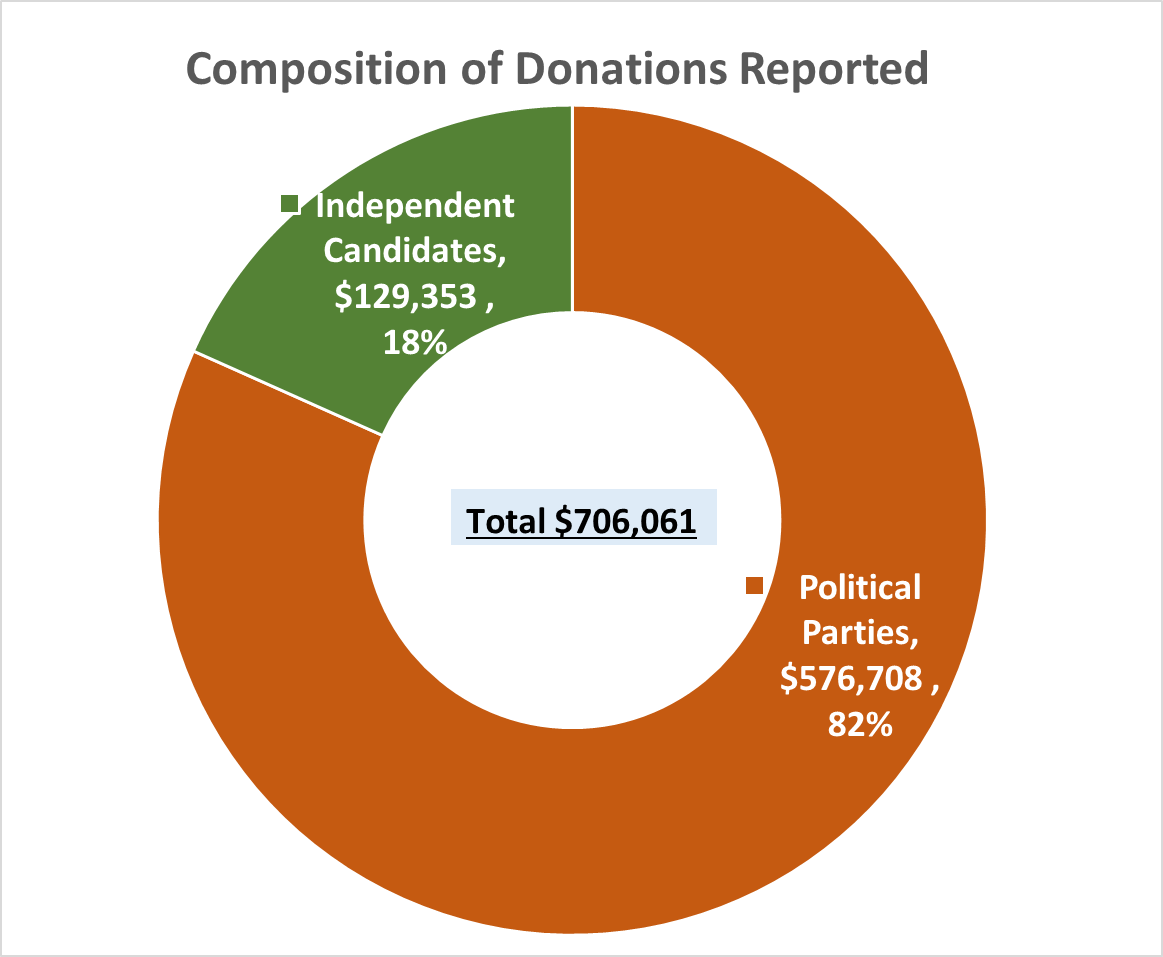 Composition of Donations Reported
Independent
Candidates,
$129,353 ,
18%
Total $706,061
Political
Parties,
$576,708 ,
82%